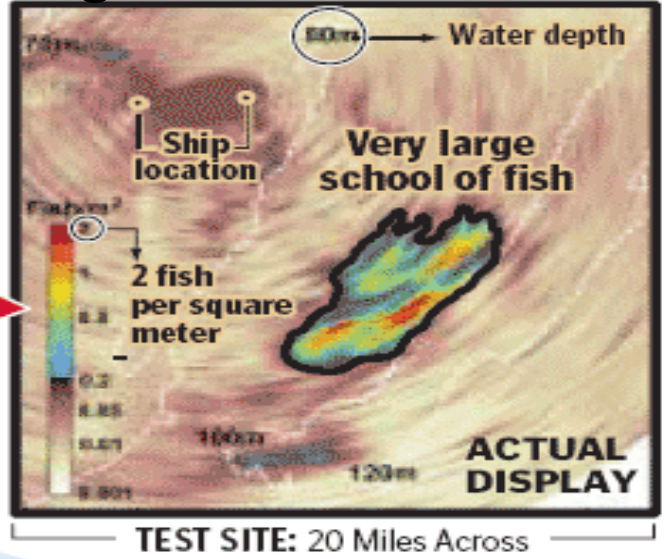 80m
Water depth
Ship
location
Very large
school of fish
2
2 fish
per square
meter
0.2
100m
120m
ACTUAL
DISPLAY
TEST SITE: 20 Miles Across